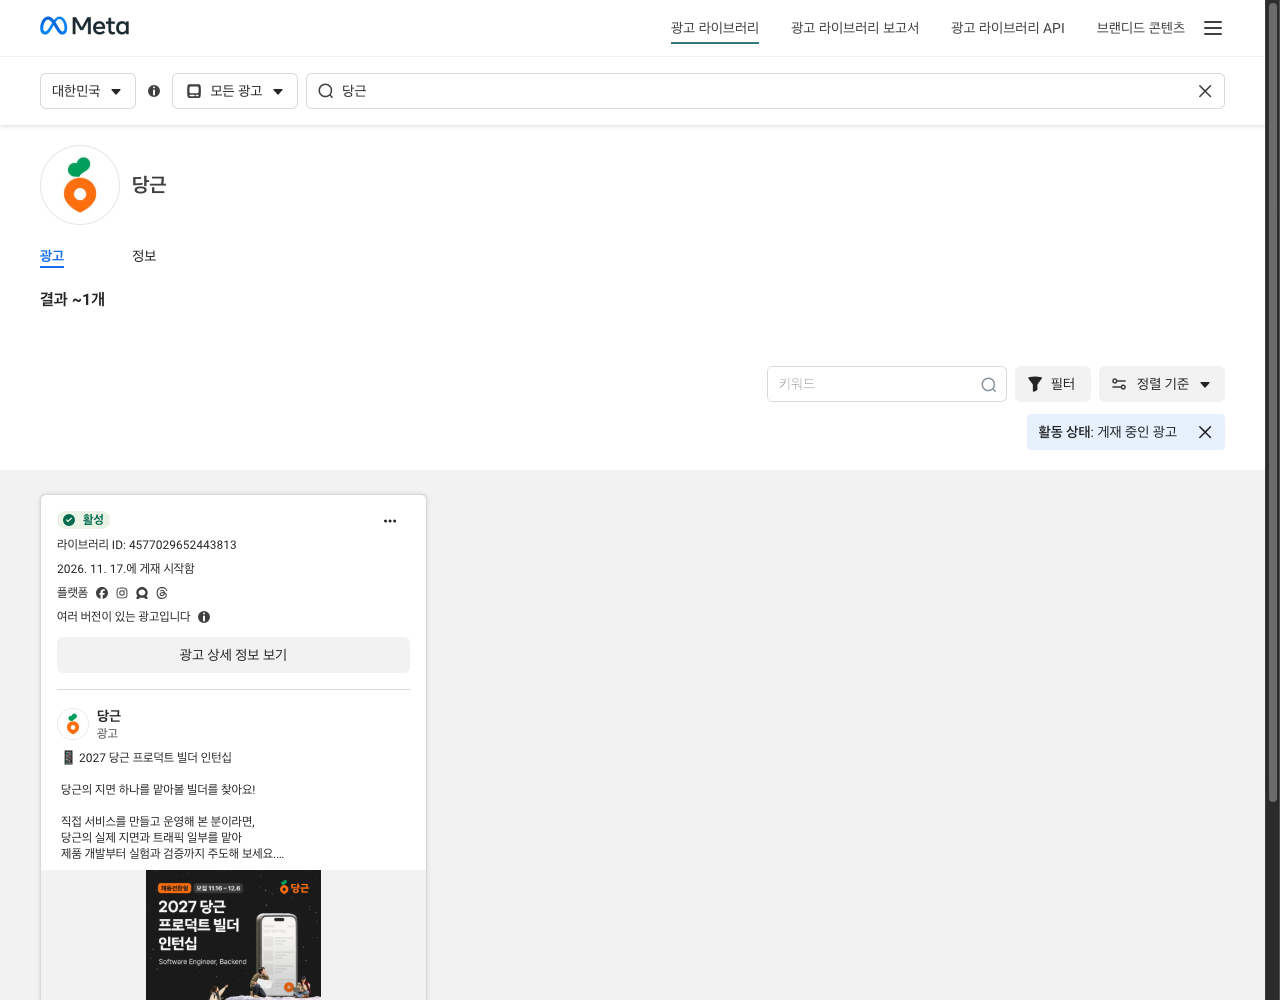 Meta
광고 라이브러리
광고 라이브러리 보고서
광고 라이브러리 API
브랜디드 콘텐츠
대한민국
모든 광고
당근
당근
광고
정보
결과 ~1개
키워드
필터
정렬 기준
활동 상태: 게재 중인 광고
활성
라이브러리 ID: 4577029652443813
2026. 11. 17.에 게재 시작함
플랫폼
여러 버전이 있는 광고입니다
광고 상세 정보 보기
당근
광고
2027 당근 프로덕트 빌더 인턴십
당근의 지면 하나를 맡아볼 빌더를 찾아요!
직접 서비스를 만들고 운영해 본 분이라면,
당근의 실제 지면과 트래픽 일부를 맡아
제품 개발부터 실험과 검증까지 주도해 보세요....
채용전환형 모집 11.16 - 12.6
당근
2027 당근
프로덕트 빌더
인턴십
Software Engineer, Backend